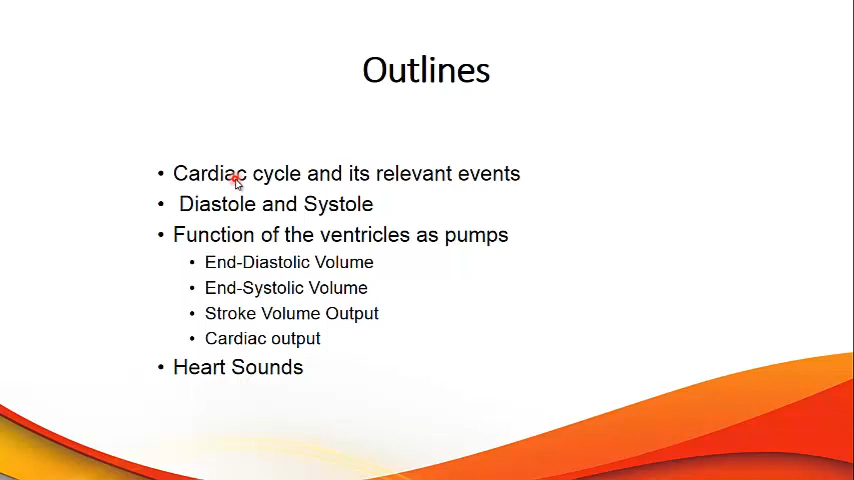 Outlines
• Cardiac cycle and its relevant events
• Diastole and Systole
• Function of the ventricles as pumps
• End-Diastolic Volume
• End-Systolic Volume
• Stroke Volume Output
• Cardiac output
• Heart Sounds